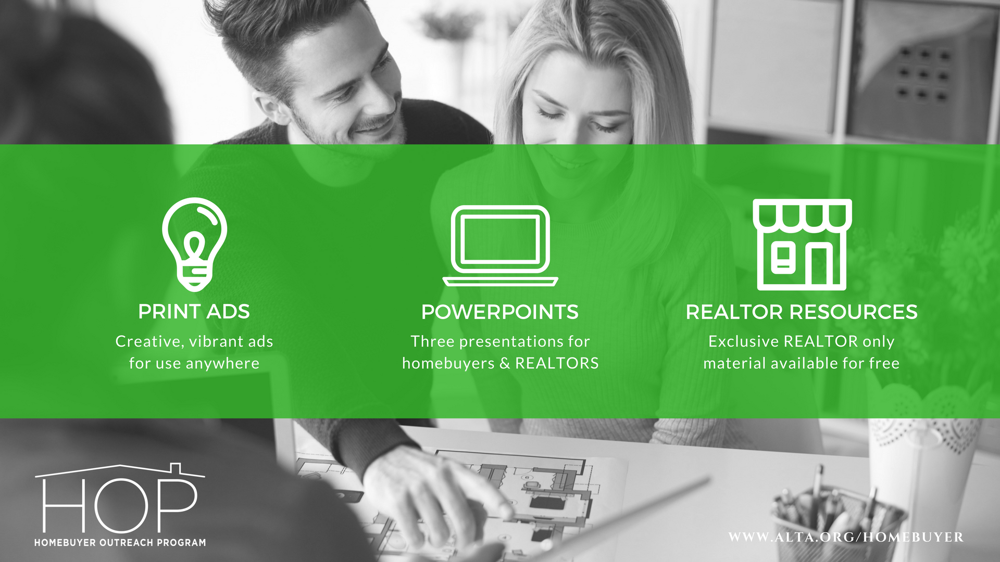 PRINT ADS
Creative, vibrant ads
for use anywhere
POWERPOINTS
Three presentations for
homebuyers & REALTORS
REALTOR RESOURCES
Exclusive REALTOR only
material available for free
HOP
HOMEBUYER OUTREACH PROGRAM
WWW.ALTA.ORG/HOMEBUYER